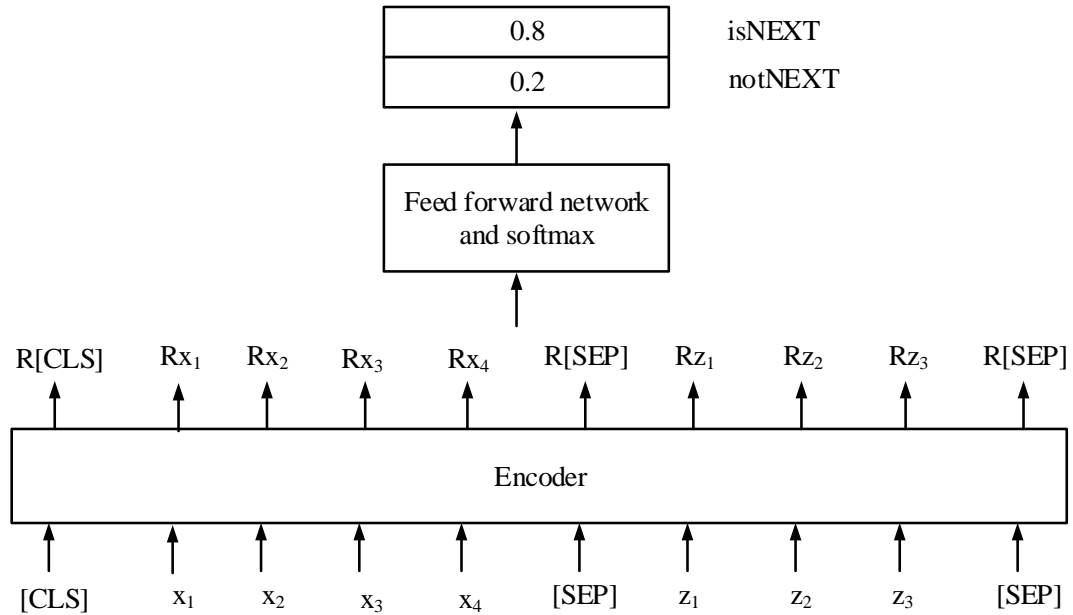 0.8 isNEXT
0.2 notNEXT
Feed forward network
and softmax
R[CLS] Rx₁ Rx₂ Rx₃ Rx₄ R[SEP] Rz₁ Rz₂ Rz₃ R[SEP]
Encoder
[CLS] x₁ x₂ x₃ x₄ [SEP] z₁ z₂ z₃ [SEP]